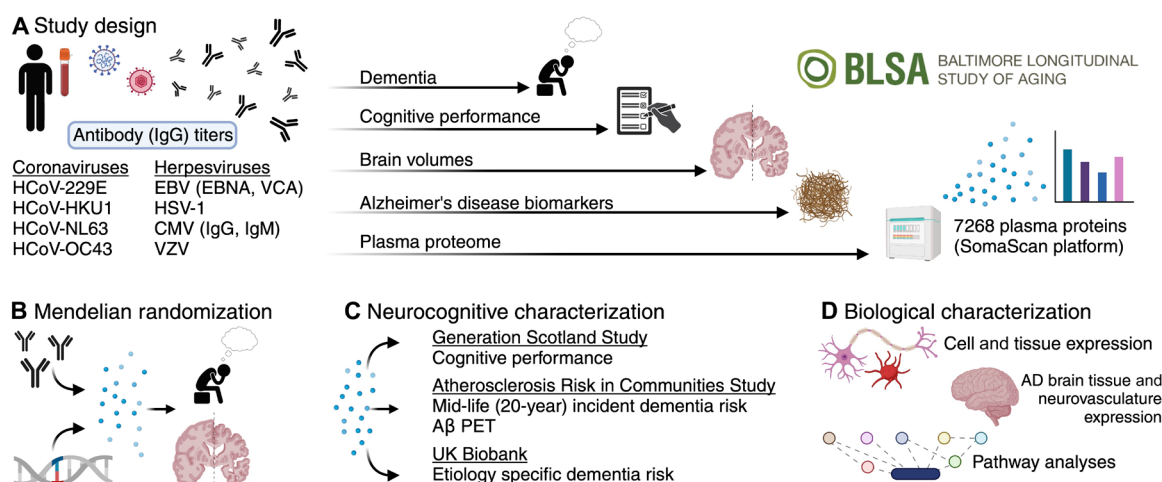 A Study design
Antibody (IgG) titers
Coronaviruses
HCoV-229E
HCoV-HKU1
HCoV-NL63
HCoV-OC43
Herpesviruses
EBV (EBNA, VCA)
HSV-1
CMV (IgG, IgM)
VZV
Dementia
Cognitive performance
Brain volumes
Alzheimer's disease biomarkers
Plasma proteome
BLSA
BALTIMORE LONGITUDINAL
STUDY OF AGING
7268 plasma proteins
(SomaScan platform)
B Mendelian randomization
C Neurocognitive characterization
Generation Scotland Study
Cognitive performance
Atherosclerosis Risk in Communities Study
Mid-life (20-year) incident dementia risk
Aβ PET
UK Biobank
Etiology specific dementia risk
D Biological characterization
Cell and tissue expression
AD brain tissue and
neurovasculature
expression
Pathway analyses